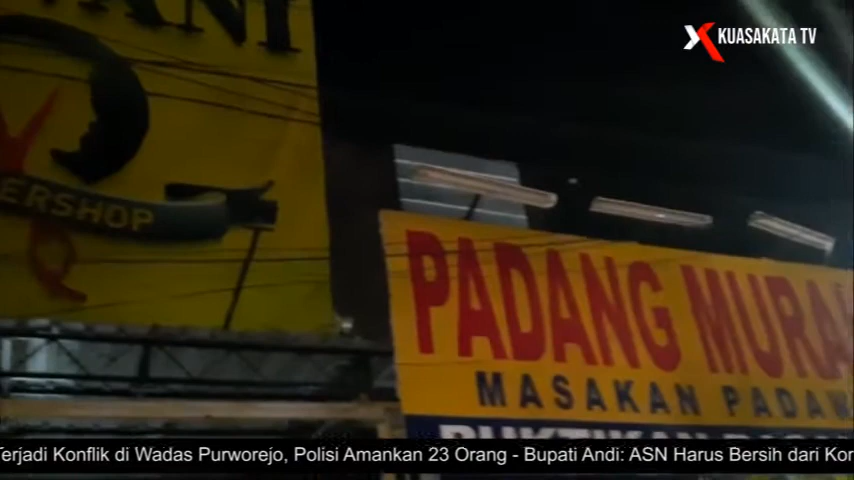 KUASAKATA TV
ERSHOP
PADANG MURA
MASAKAN PADAN
Terjadi Konflik di Wadas Purworejo, Polisi Amankan 23 Orang - Bupati Andi: ASN Harus Bersih dari Kor